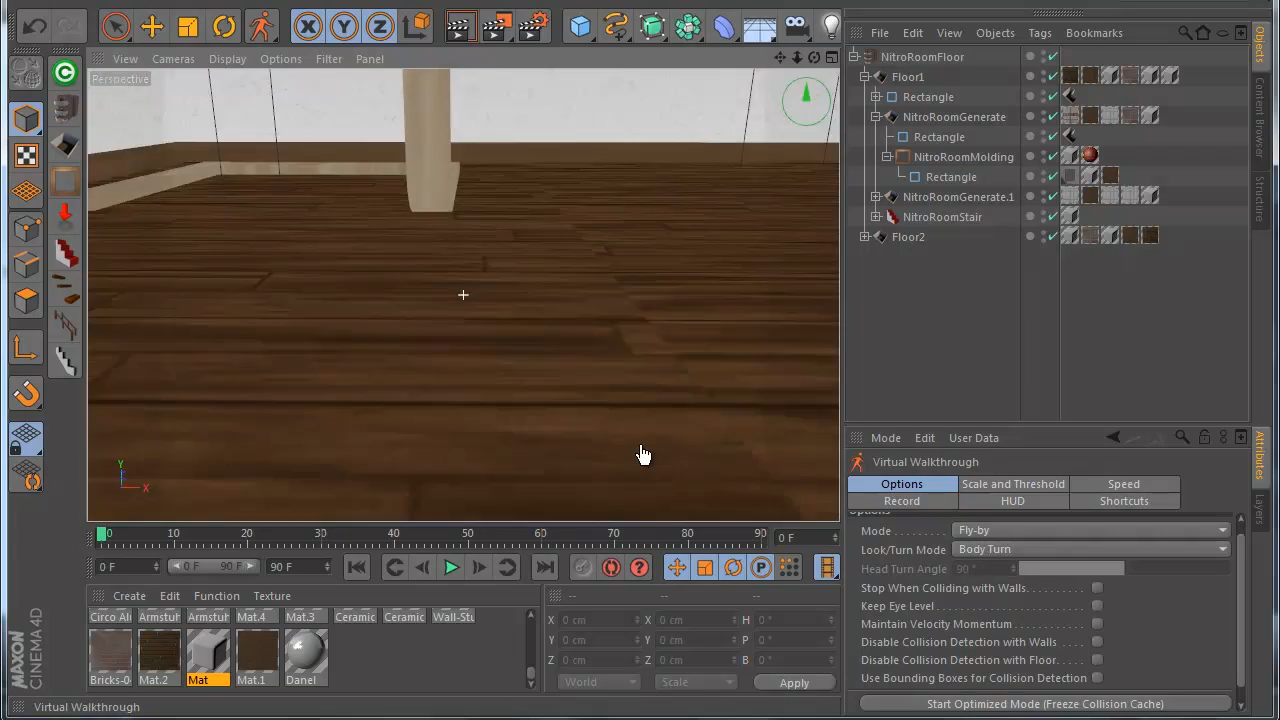 File Edit View Objects Tags Bookmarks
View Cameras Display Options Filter Panel
Perspective
NitroRoomFloor
Floor1
Rectangle
NitroRoomGenerate
Rectangle
NitroRoomMolding
Rectangle
NitroRoomGenerate.1
NitroRoomStair
Floor2
Objects
Content Browser
Structure
Mode Edit User Data
Virtual Walkthrough
Options Scale and Threshold Speed
Record HUD Shortcuts
Options
Mode Fly-by
Look/Turn Mode Body Turn
Head Turn Angle 90 °
Stop When Colliding with Walls
Keep Eye Level
Maintain Velocity Momentum
Disable Collision Detection with Walls
Disable Collision Detection with Floor
Use Bounding Boxes for Collision Detection
Start Optimized Mode (Freeze Collision Cache)
Attributes
Layers
Y
X
0 10 20 30 40 50 60 70 80 90 0 F
0 F 0 F 90 F 90 F
Create Edit Function Texture
Circo Al Armstuh Armstuh Mat.4 Mat.3 Ceramic Ceramic Wall-Stu
Bricks-0 Mat.2 Mat Mat.1 Danel
-- -- --
X 0 cm X 0 cm H 0 °
Y 0 cm Y 0 cm P 0 °
Z 0 cm Z 0 cm B 0 °
World Scale Apply
MAXON
CINEMA 4D
Virtual Walkthrough